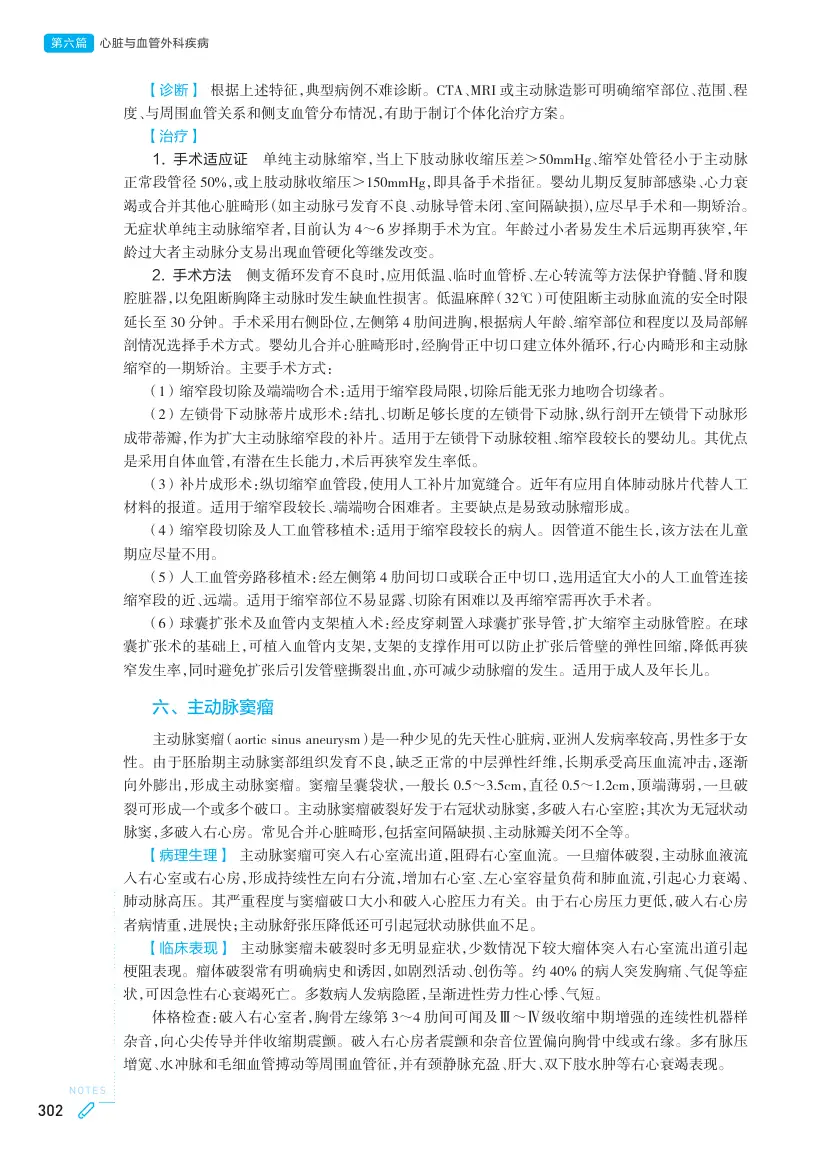 第六篇 心脏与血管外科疾病
【诊断】 根据上述特征,典型病例不难诊断。CTA、MRI 或主动脉造影可明确缩窄部位、范围、程
度、与周围血管关系和侧支血管分布情况,有助于制订个体化治疗方案。
【治疗】
1. 手术适应证 单纯主动脉缩窄,当上下肢动脉收缩压差＞50mmHg、缩窄处管径小于主动脉
正常段管径 50%,或上肢动脉收缩压＞150mmHg,即具备手术指征。婴幼儿期反复肺部感染、心力衰
竭或合并其他心脏畸形(如主动脉弓发育不良、动脉导管未闭、室间隔缺损),应尽早手术和一期矫治。
无症状单纯主动脉缩窄者,目前认为 4～6 岁择期手术为宜。年龄过小者易发生术后远期再狭窄,年
龄过大者主动脉分支易出现血管硬化等继发改变。
2. 手术方法 侧支循环发育不良时,应用低温、临时血管桥、左心转流等方法保护脊髓、肾和腹
腔脏器,以免阻断胸降主动脉时发生缺血性损害。低温麻醉(32℃)可使阻断主动脉血流的安全时限
延长至 30 分钟。手术采用右侧卧位,左侧第 4 肋间进胸,根据病人年龄、缩窄部位和程度以及局部解
剖情况选择手术方式。婴幼儿合并心脏畸形时,经胸骨正中切口建立体外循环,行心内畸形和主动脉
缩窄的一期矫治。主要手术方式:
(1)缩窄段切除及端端吻合术:适用于缩窄段局限,切除后能无张力地吻合切缘者。
(2)左锁骨下动脉蒂片成形术:结扎、切断足够长度的左锁骨下动脉,纵行剖开左锁骨下动脉形
成带蒂瓣,作为扩大主动脉缩窄段的补片。适用于左锁骨下动脉较粗、缩窄段较长的婴幼儿。其优点
是采用自体血管,有潜在生长能力,术后再狭窄发生率低。
(3)补片成形术:纵切缩窄血管段,使用人工补片加宽缝合。近年有应用自体肺动脉片代替人工
材料的报道。适用于缩窄段较长、端端吻合困难者。主要缺点是易致动脉瘤形成。
(4)缩窄段切除及人工血管移植术:适用于缩窄段较长的病人。因管道不能生长,该方法在儿童
期应尽量不用。
(5)人工血管旁路移植术:经左侧第 4 肋间切口或联合正中切口,选用适宜大小的人工血管连接
缩窄段的近、远端。适用于缩窄部位不易显露、切除有困难以及再缩窄需再次手术者。
(6)球囊扩张术及血管内支架植入术:经皮穿刺置入球囊扩张导管,扩大缩窄主动脉管腔。在球
囊扩张术的基础上,可植入血管内支架,支架的支撑作用可以防止扩张后管壁的弹性回缩,降低再狭
窄发生率,同时避免扩张后引发管壁撕裂出血,亦可减少动脉瘤的发生。适用于成人及年长儿。
六、主动脉窦瘤
主动脉窦瘤(aortic sinus aneurysm)是一种少见的先天性心脏病,亚洲人发病率较高,男性多于女
性。由于胚胎期主动脉窦部组织发育不良,缺乏正常的中层弹性纤维,长期承受高压血流冲击,逐渐
向外膨出,形成主动脉窦瘤。窦瘤呈囊袋状,一般长 0.5～3.5cm,直径 0.5～1.2cm,顶端薄弱,一旦破
裂可形成一个或多个破口。主动脉窦瘤破裂好发于右冠状动脉窦,多破入右心室腔;其次为无冠状动
脉窦,多破入右心房。常见合并心脏畸形,包括室间隔缺损、主动脉瓣关闭不全等。
【病理生理】 主动脉窦瘤可突入右心室流出道,阻碍右心室血流。一旦瘤体破裂,主动脉血液流
入右心室或右心房,形成持续性左向右分流,增加右心室、左心室容量负荷和肺血流,引起心力衰竭、
肺动脉高压。其严重程度与窦瘤破口大小和破入心腔压力有关。由于右心房压力更低,破入右心房
者病情重,进展快;主动脉舒张压降低还可引起冠状动脉供血不足。
【临床表现】 主动脉窦瘤未破裂时多无明显症状,少数情况下较大瘤体突入右心室流出道引起
梗阻表现。瘤体破裂常有明确病史和诱因,如剧烈活动、创伤等。约 40% 的病人突发胸痛、气促等症
状,可因急性右心衰竭死亡。多数病人发病隐匿,呈渐进性劳力性心悸、气短。
体格检查:破入右心室者,胸骨左缘第 3～4 肋间可闻及Ⅲ～Ⅳ级收缩中期增强的连续性机器样
杂音,向心尖传导并伴收缩期震颤。破入右心房者震颤和杂音位置偏向胸骨中线或右缘。多有脉压
增宽、水冲脉和毛细血管搏动等周围血管征,并有颈静脉充盈、肝大、双下肢水肿等右心衰竭表现。
NOTES
302